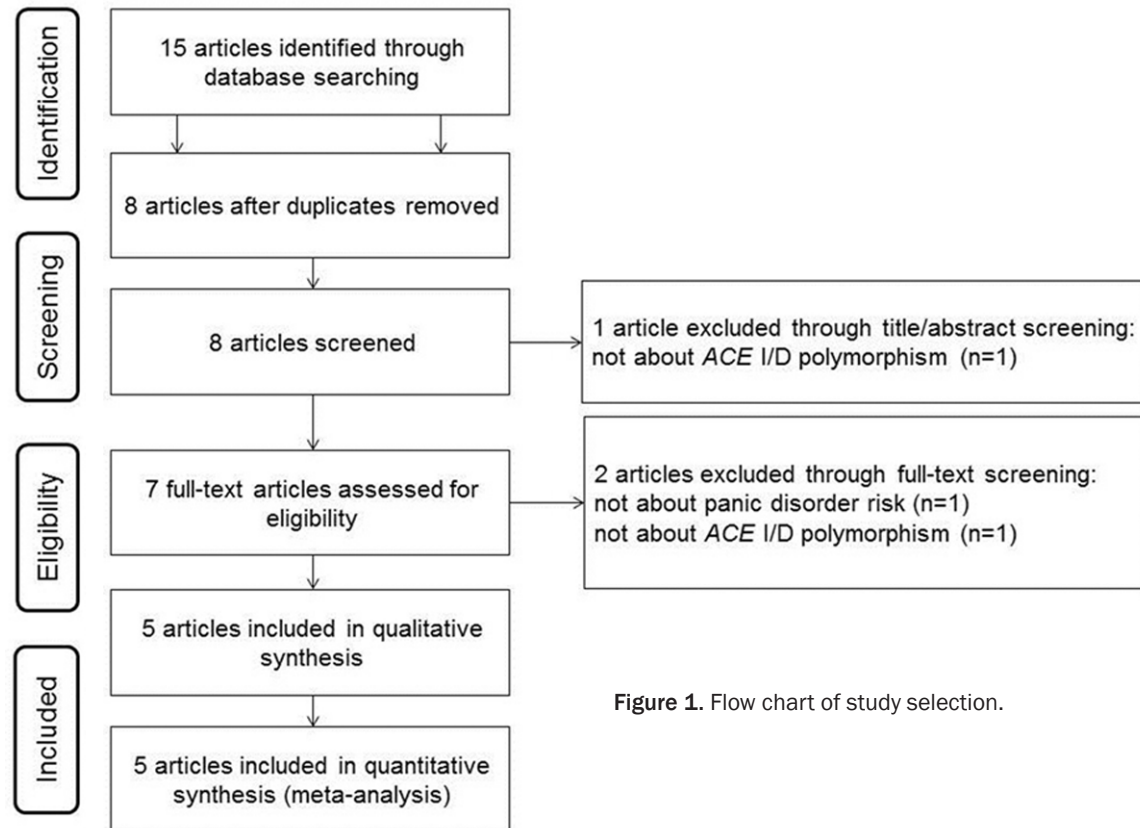 Identification
15 articles identified through
database searching
8 articles after duplicates removed
Screening
8 articles screened
1 article excluded through title/abstract screening:
not about ACE I/D polymorphism (n=1)
Eligibility
7 full-text articles assessed for
eligibility
2 articles excluded through full-text screening:
not about panic disorder risk (n=1)
not about ACE I/D polymorphism (n=1)
Included
5 articles included in qualitative
synthesis
5 articles included in quantitative
synthesis (meta-analysis)
Figure 1. Flow chart of study selection.